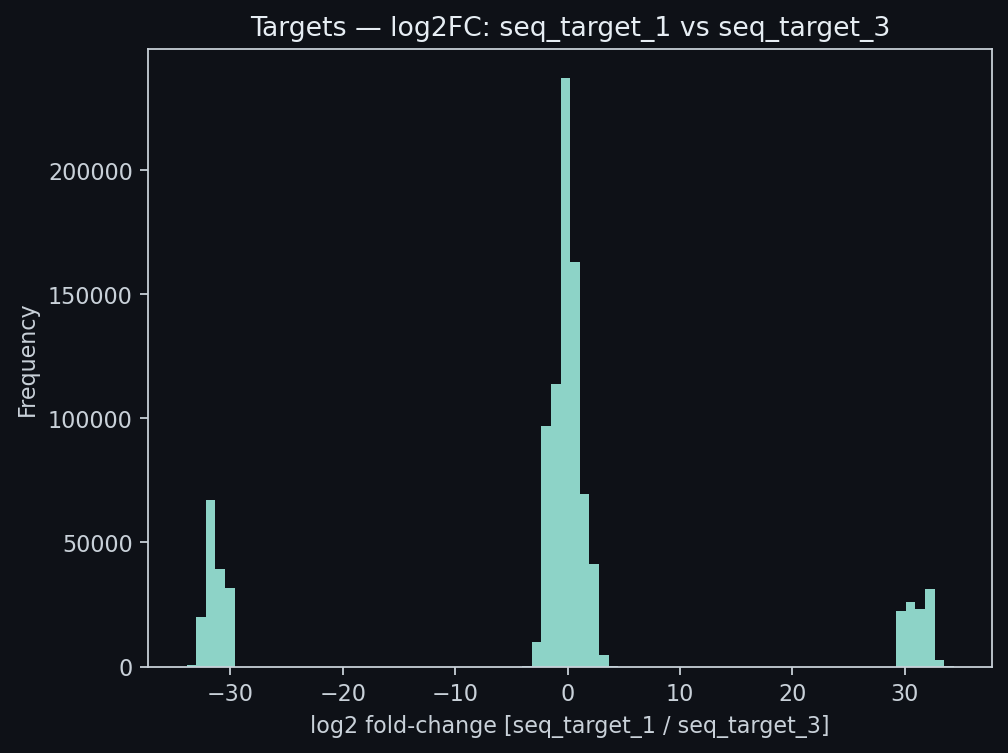 Targets — log2FC: seq_target_1 vs seq_target_3
Frequency
200000
150000
100000
50000
0
−30 −20 −10 0 10 20 30
log2 fold-change [seq_target_1 / seq_target_3]